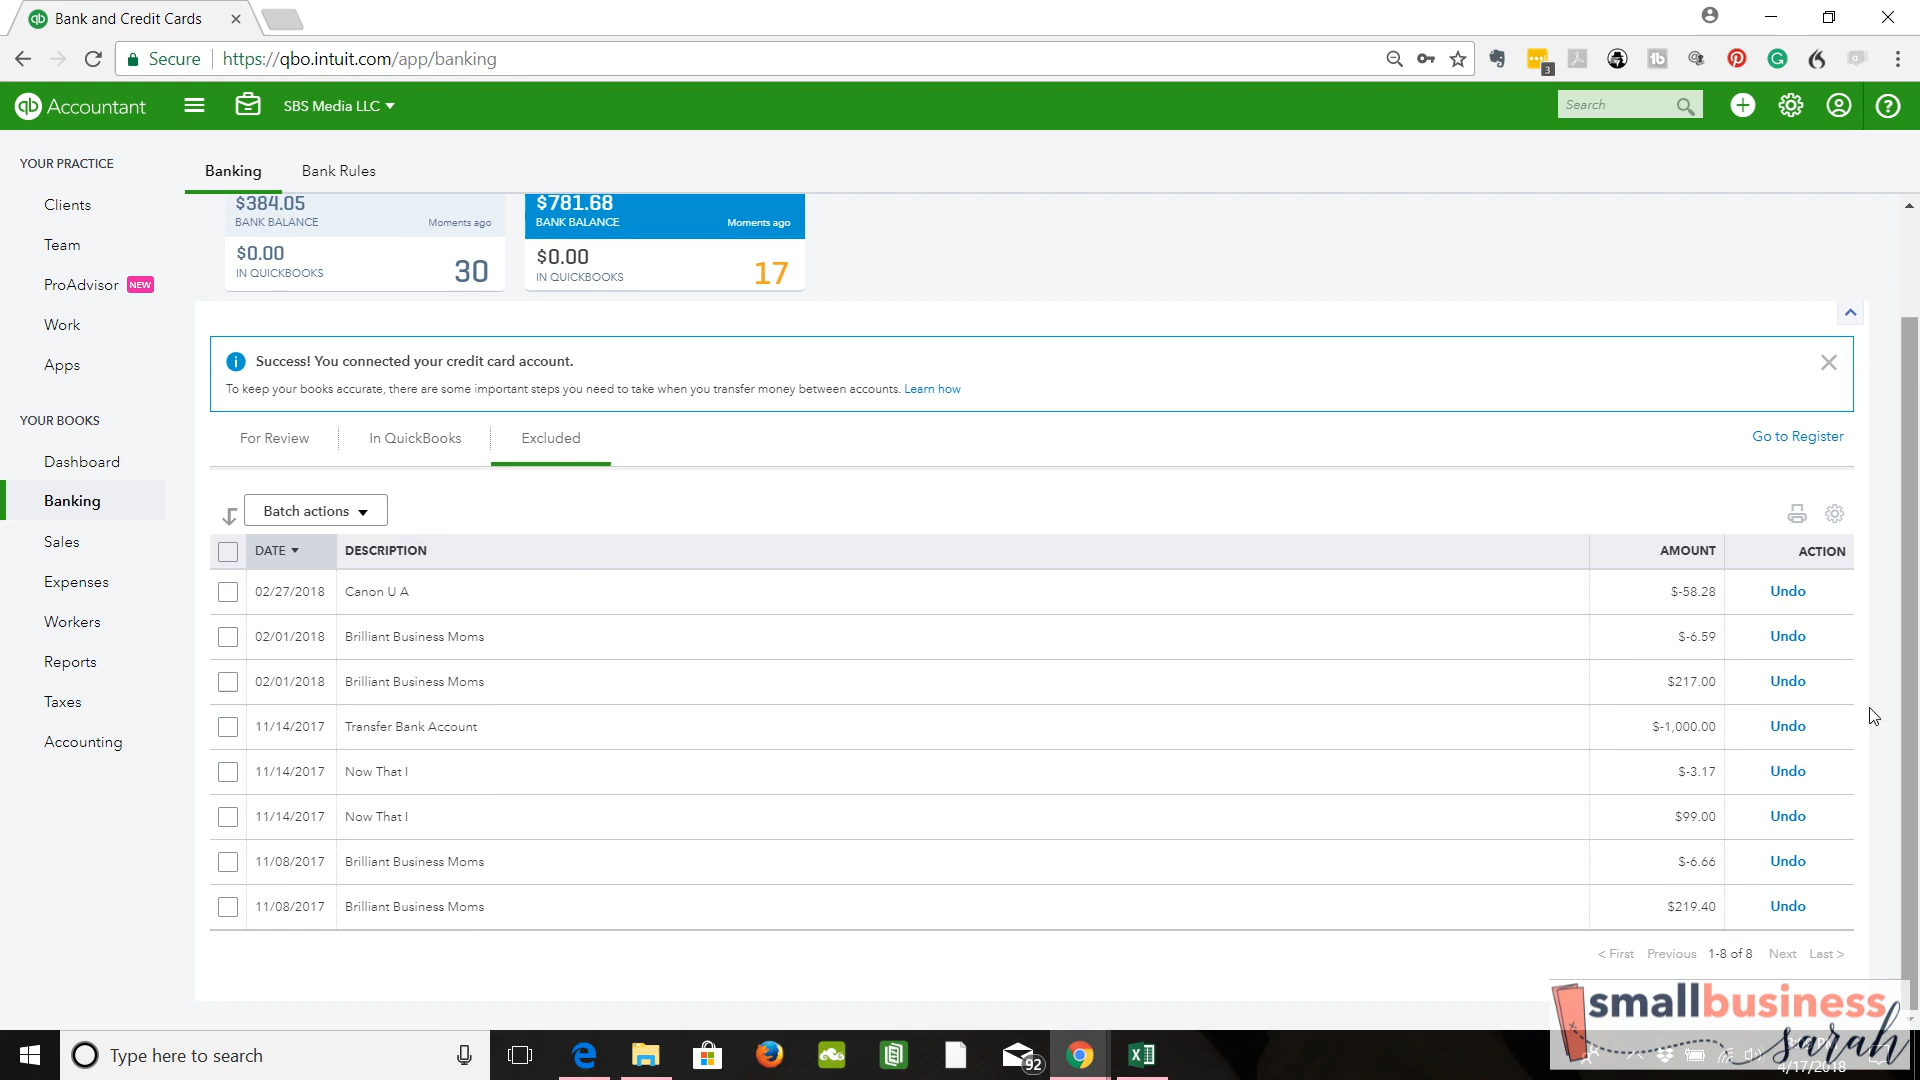 qb Bank and Credit Cards
Secure https://qbo.intuit.com/app/banking
3
qb Accountant SBS Media LLC Search
YOUR PRACTICE
Clients
Team
ProAdvisor NEW
Work
Apps
YOUR BOOKS
Dashboard
Banking
Sales
Expenses
Workers
Reports
Taxes
Accounting
Banking Bank Rules
$384.05
BANK BALANCE Moments ago
$0.00
IN QUICKBOOKS 30
$781.68
BANK BALANCE Moments ago
$0.00
IN QUICKBOOKS 17
Success! You connected your credit card account.
To keep your books accurate, there are some important steps you need to take when you transfer money between accounts. Learn how
For Review In QuickBooks Excluded Go to Register
Batch actions
DATE DESCRIPTION AMOUNT ACTION
02/27/2018 Canon U A $-58.28 Undo
02/01/2018 Brilliant Business Moms $-6.59 Undo
02/01/2018 Brilliant Business Moms $217.00 Undo
11/14/2017 Transfer Bank Account $-1,000.00 Undo
11/14/2017 Now That I $-3.17 Undo
11/14/2017 Now That I $99.00 Undo
11/08/2017 Brilliant Business Moms $-6.66 Undo
11/08/2017 Brilliant Business Moms $219.40 Undo
< First Previous 1-8 of 8 Next Last >
smallbusiness
sarah
Type here to search
92
4/17/2018